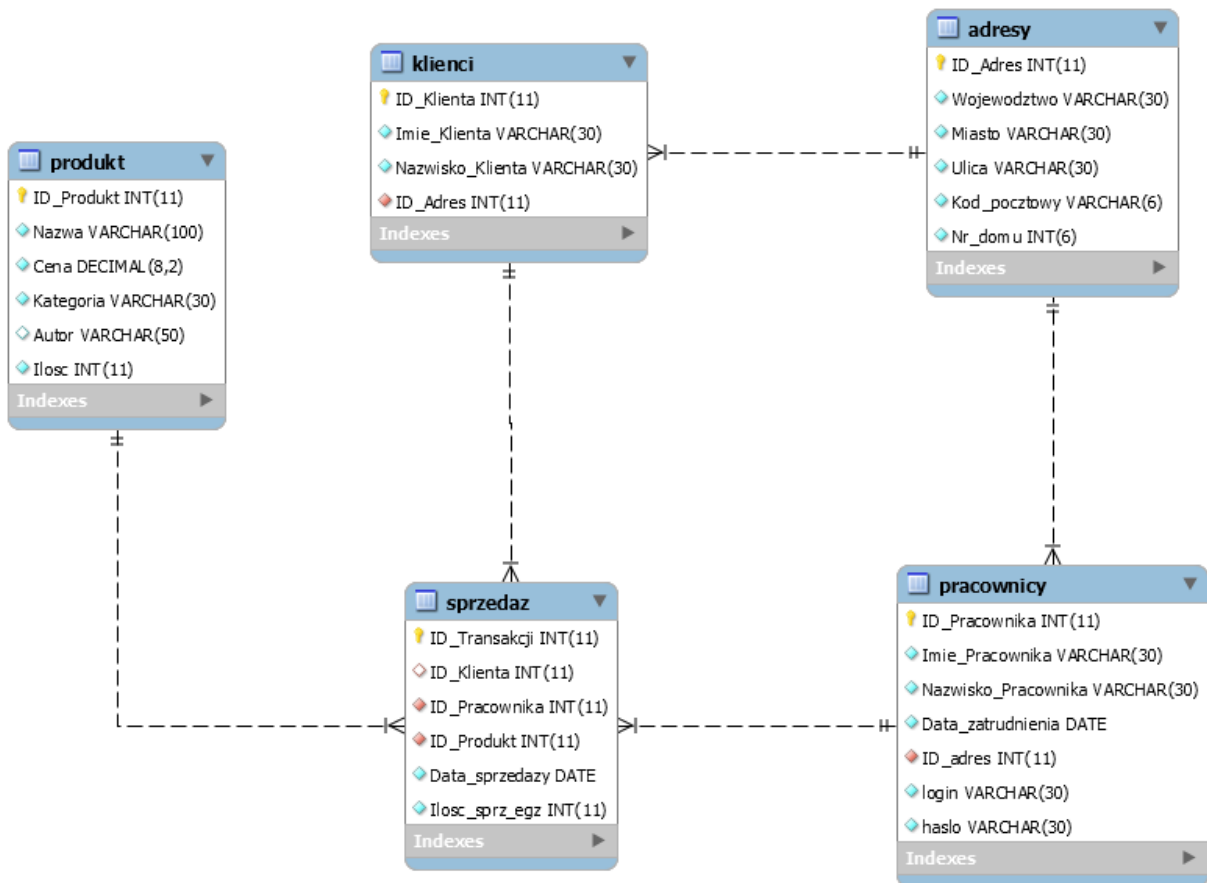 produkt
ID_Produkt INT(11)
Nazwa VARCHAR(100)
Cena DECIMAL(8,2)
Kategoria VARCHAR(30)
Autor VARCHAR(50)
Ilosc INT(11)
Indexes
klienci
ID_Klienta INT(11)
Imie_Klienta VARCHAR(30)
Nazwisko_Klienta VARCHAR(30)
ID_Adres INT(11)
Indexes
adresy
ID_Adres INT(11)
Wojewodztwo VARCHAR(30)
Miasto VARCHAR(30)
Ulica VARCHAR(30)
Kod_pocztowy VARCHAR(6)
Nr_domu INT(6)
Indexes
sprzedaz
ID_Transakcji INT(11)
ID_Klienta INT(11)
ID_Pracownika INT(11)
ID_Produkt INT(11)
Data_sprzedazy DATE
Ilosc_sprz_egz INT(11)
Indexes
pracownicy
ID_Pracownika INT(11)
Imie_Pracownika VARCHAR(30)
Nazwisko_Pracownika VARCHAR(30)
Data_zatrudnienia DATE
ID_adres INT(11)
login VARCHAR(30)
haslo VARCHAR(30)
Indexes